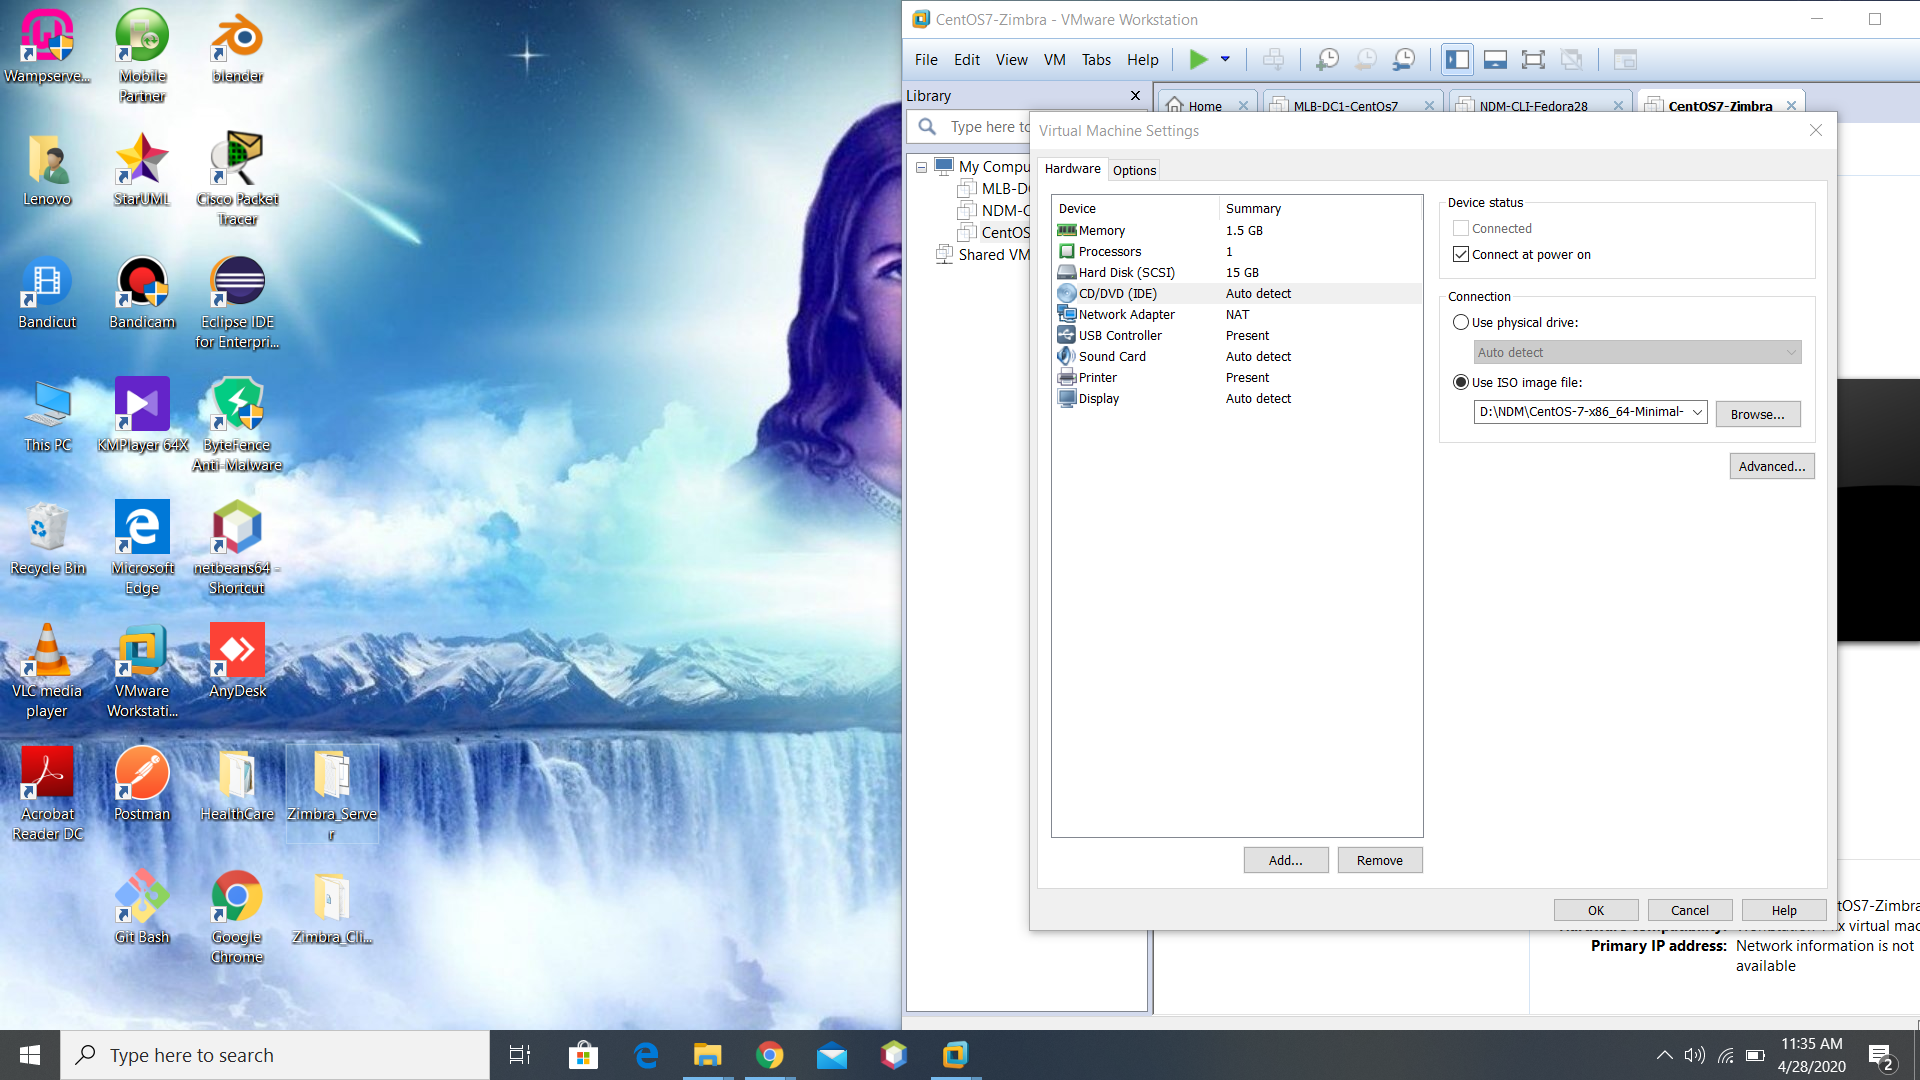 Wampserve...
Mobile
Partner
blender
Lenovo
StarUML
Cisco Packet
Tracer
Bandicut
Bandicam
Eclipse IDE
for Enterpri...
This PC
KMPlayer 64X
ByteFence
Anti-Malware
Recycle Bin
Microsoft
Edge
netbeans64 -
Shortcut
VLC media
player
VMware
Workstati...
AnyDesk
Acrobat
Reader DC
Postman
HealthCare
Zimbra_Serve
r
Git Bash
Google
Chrome
Zimbra_Cli...
CentOS7-Zimbra - VMware Workstation
File Edit View VM Tabs Help
Library
Type here to
My Compu
MLB-D
NDM-C
CentOS
Shared VM
Home
MLB-DC1-CentOs7
NDM-CLI-Fedora28
CentOS7-Zimbra
Virtual Machine Settings
Hardware
Options
Device Summary
Memory 1.5 GB
Processors 1
Hard Disk (SCSI) 15 GB
CD/DVD (IDE) Auto detect
Network Adapter NAT
USB Controller Present
Sound Card Auto detect
Printer Present
Display Auto detect
Add...
Remove
Device status
Connected
Connect at power on
Connection
Use physical drive:
Auto detect
Use ISO image file:
D:\NDM\CentOS-7-x86_64-Minimal-
Browse...
Advanced...
OK
Cancel
Help
tOS7-Zimbra
virtual mac
Primary IP address: Network information is not
available
Type here to search
11:35 AM
4/28/2020
2